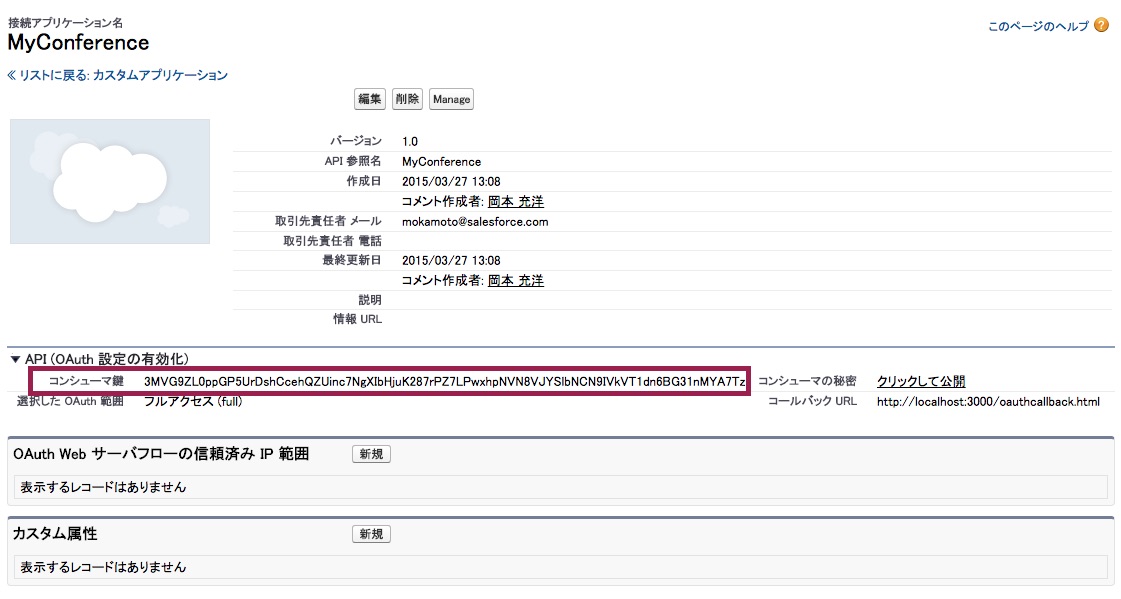 接続アプリケーション名
MyConference
このページのヘルプ ?
« リストに戻る: カスタムアプリケーション
編集 削除 Manage
バージョン 1.0
API 参照名 MyConference
作成日 2015/03/27 13:08
コメント作成者: 岡本 充洋
取引先責任者 メール mokamoto@salesforce.com
取引先責任者 電話
最終更新日 2015/03/27 13:08
コメント作成者: 岡本 充洋
説明
情報 URL
▼ API (OAuth 設定の有効化)
コンシューマ鍵 3MVG9ZL0ppGP5UrDshCcehQZUinc7NgXIbHjuK287rPZ7LPwxhpNVN8VJYSlbNCN9IVkVT1dn6BG31nMYA7Tz コンシューマの秘密 クリックして公開
選択した OAuth 範囲 フルアクセス (full) コールバック URL http://localhost:3000/oauthcallback.html
OAuth Web サーバフローの信頼済み IP 範囲 新規
表示するレコードはありません
カスタム属性 新規
表示するレコードはありません